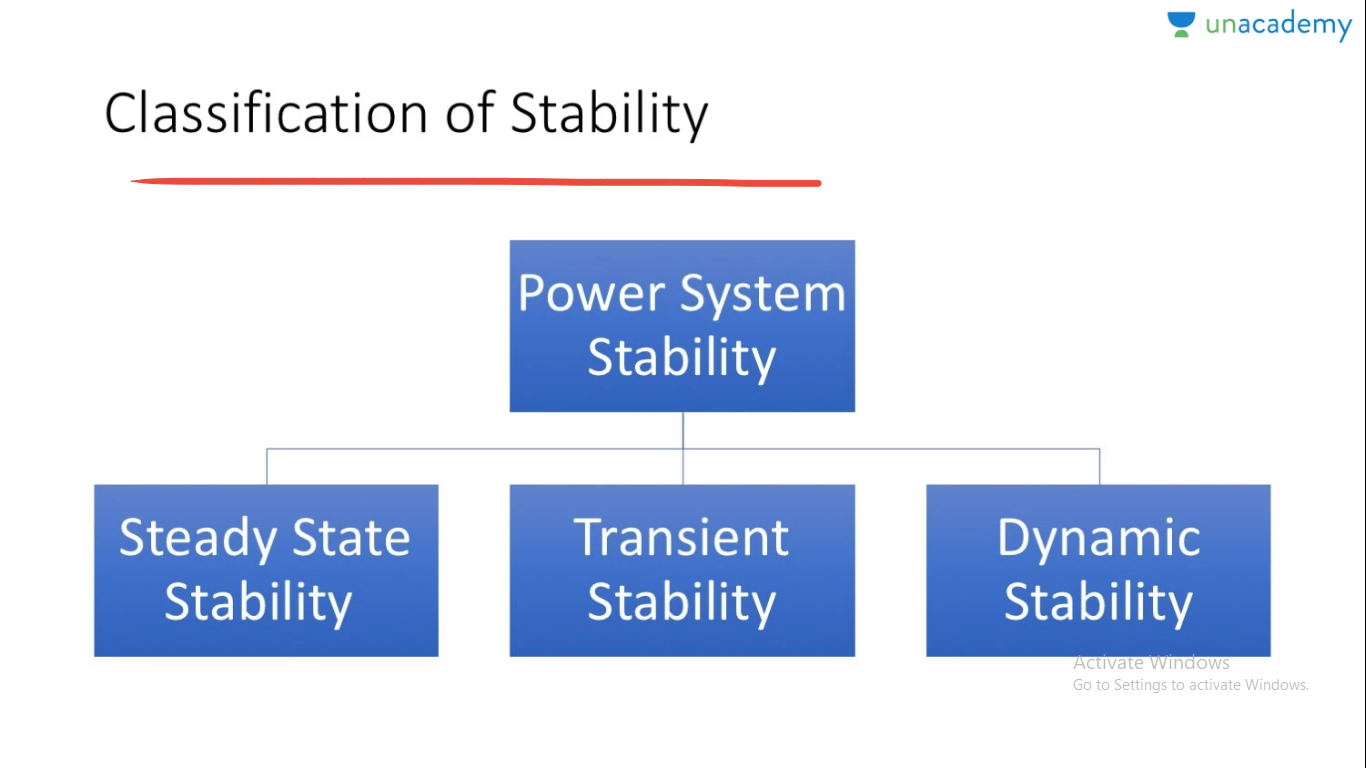 unacademy
Classification of Stability
Power System
Stability
Steady State
Stability
Transient
Stability
Dynamic
Stability
Activate Windows
Go to Settings to activate Windows.